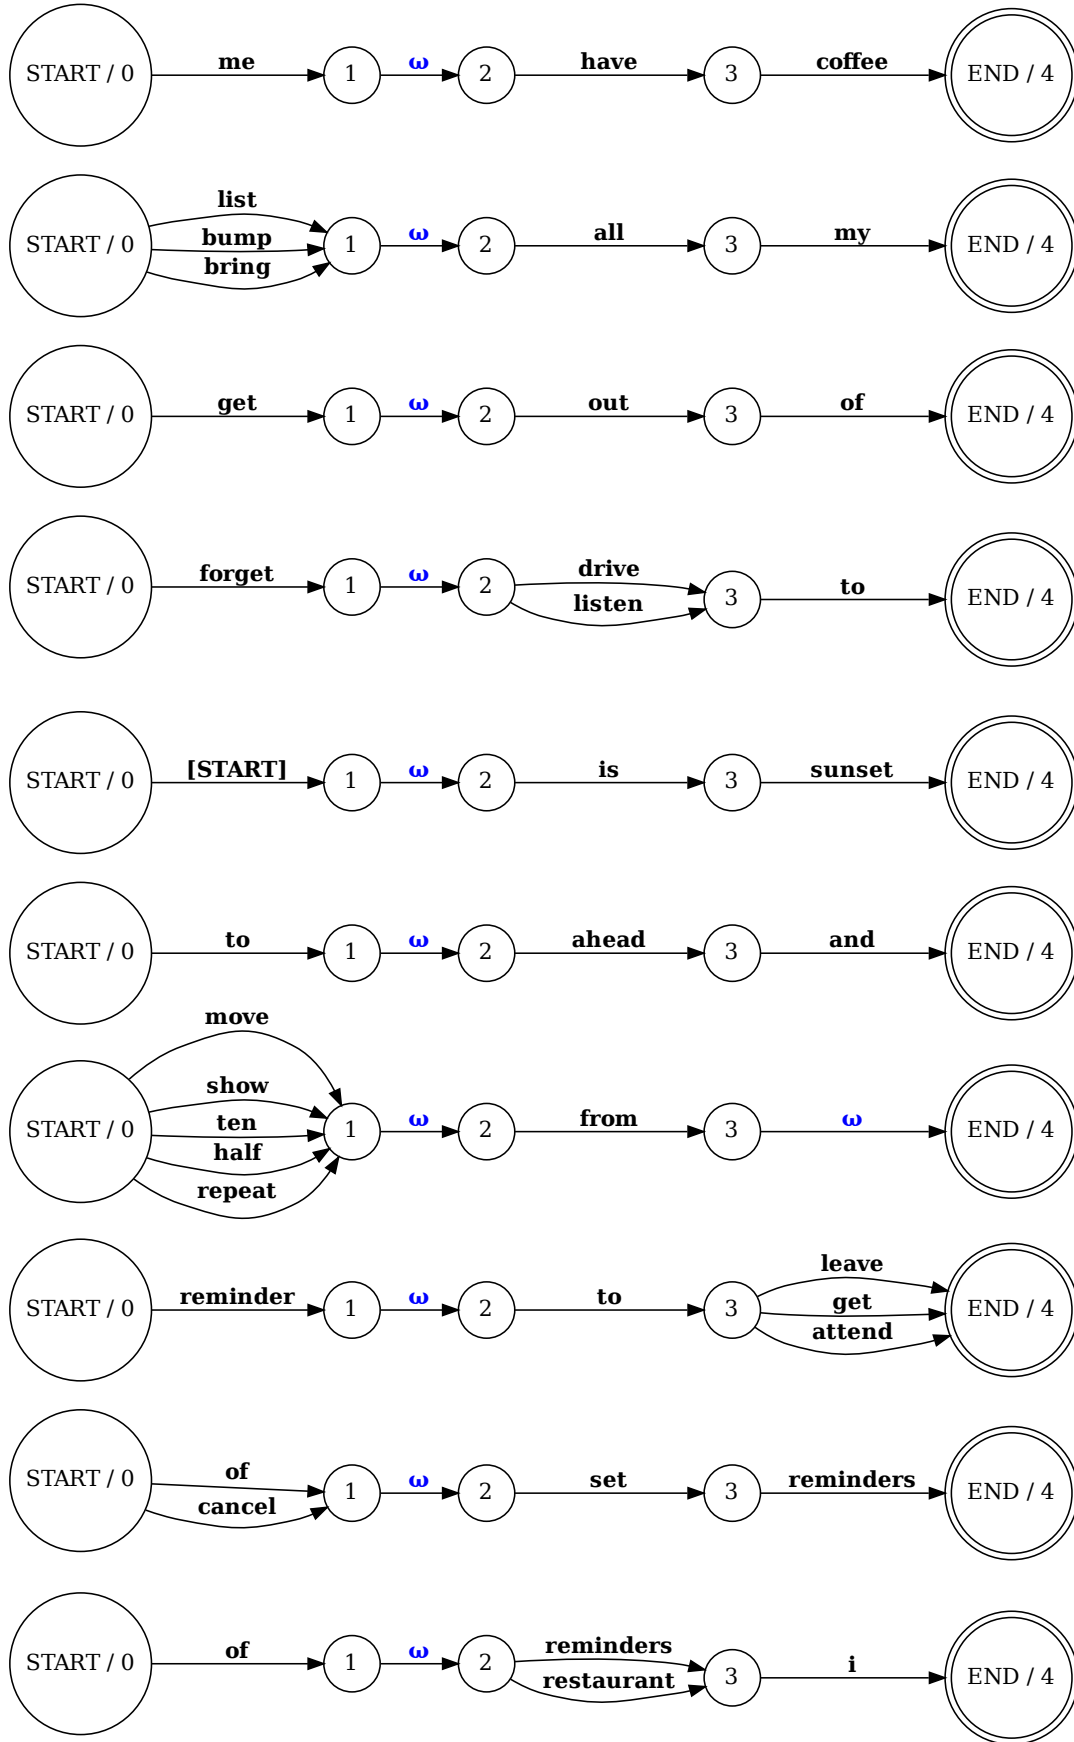 START / 0 me 1 ω 2 have 3 coffee END / 4
list
START / 0 bump 1 ω 2 all 3 my END / 4
bring
START / 0 get 1 ω 2 out 3 of END / 4
START / 0 forget 1 ω 2 drive 3 to END / 4
listen
START / 0 [START] 1 ω 2 is 3 sunset END / 4
START / 0 to 1 ω 2 ahead 3 and END / 4
move
show
START / 0 ten 1 ω 2 from 3 ω END / 4
half
repeat
leave
START / 0 reminder 1 ω 2 to 3 get END / 4
attend
START / 0 of 1 ω 2 set 3 reminders END / 4
cancel
START / 0 of 1 ω 2 reminders 3 i END / 4
restaurant